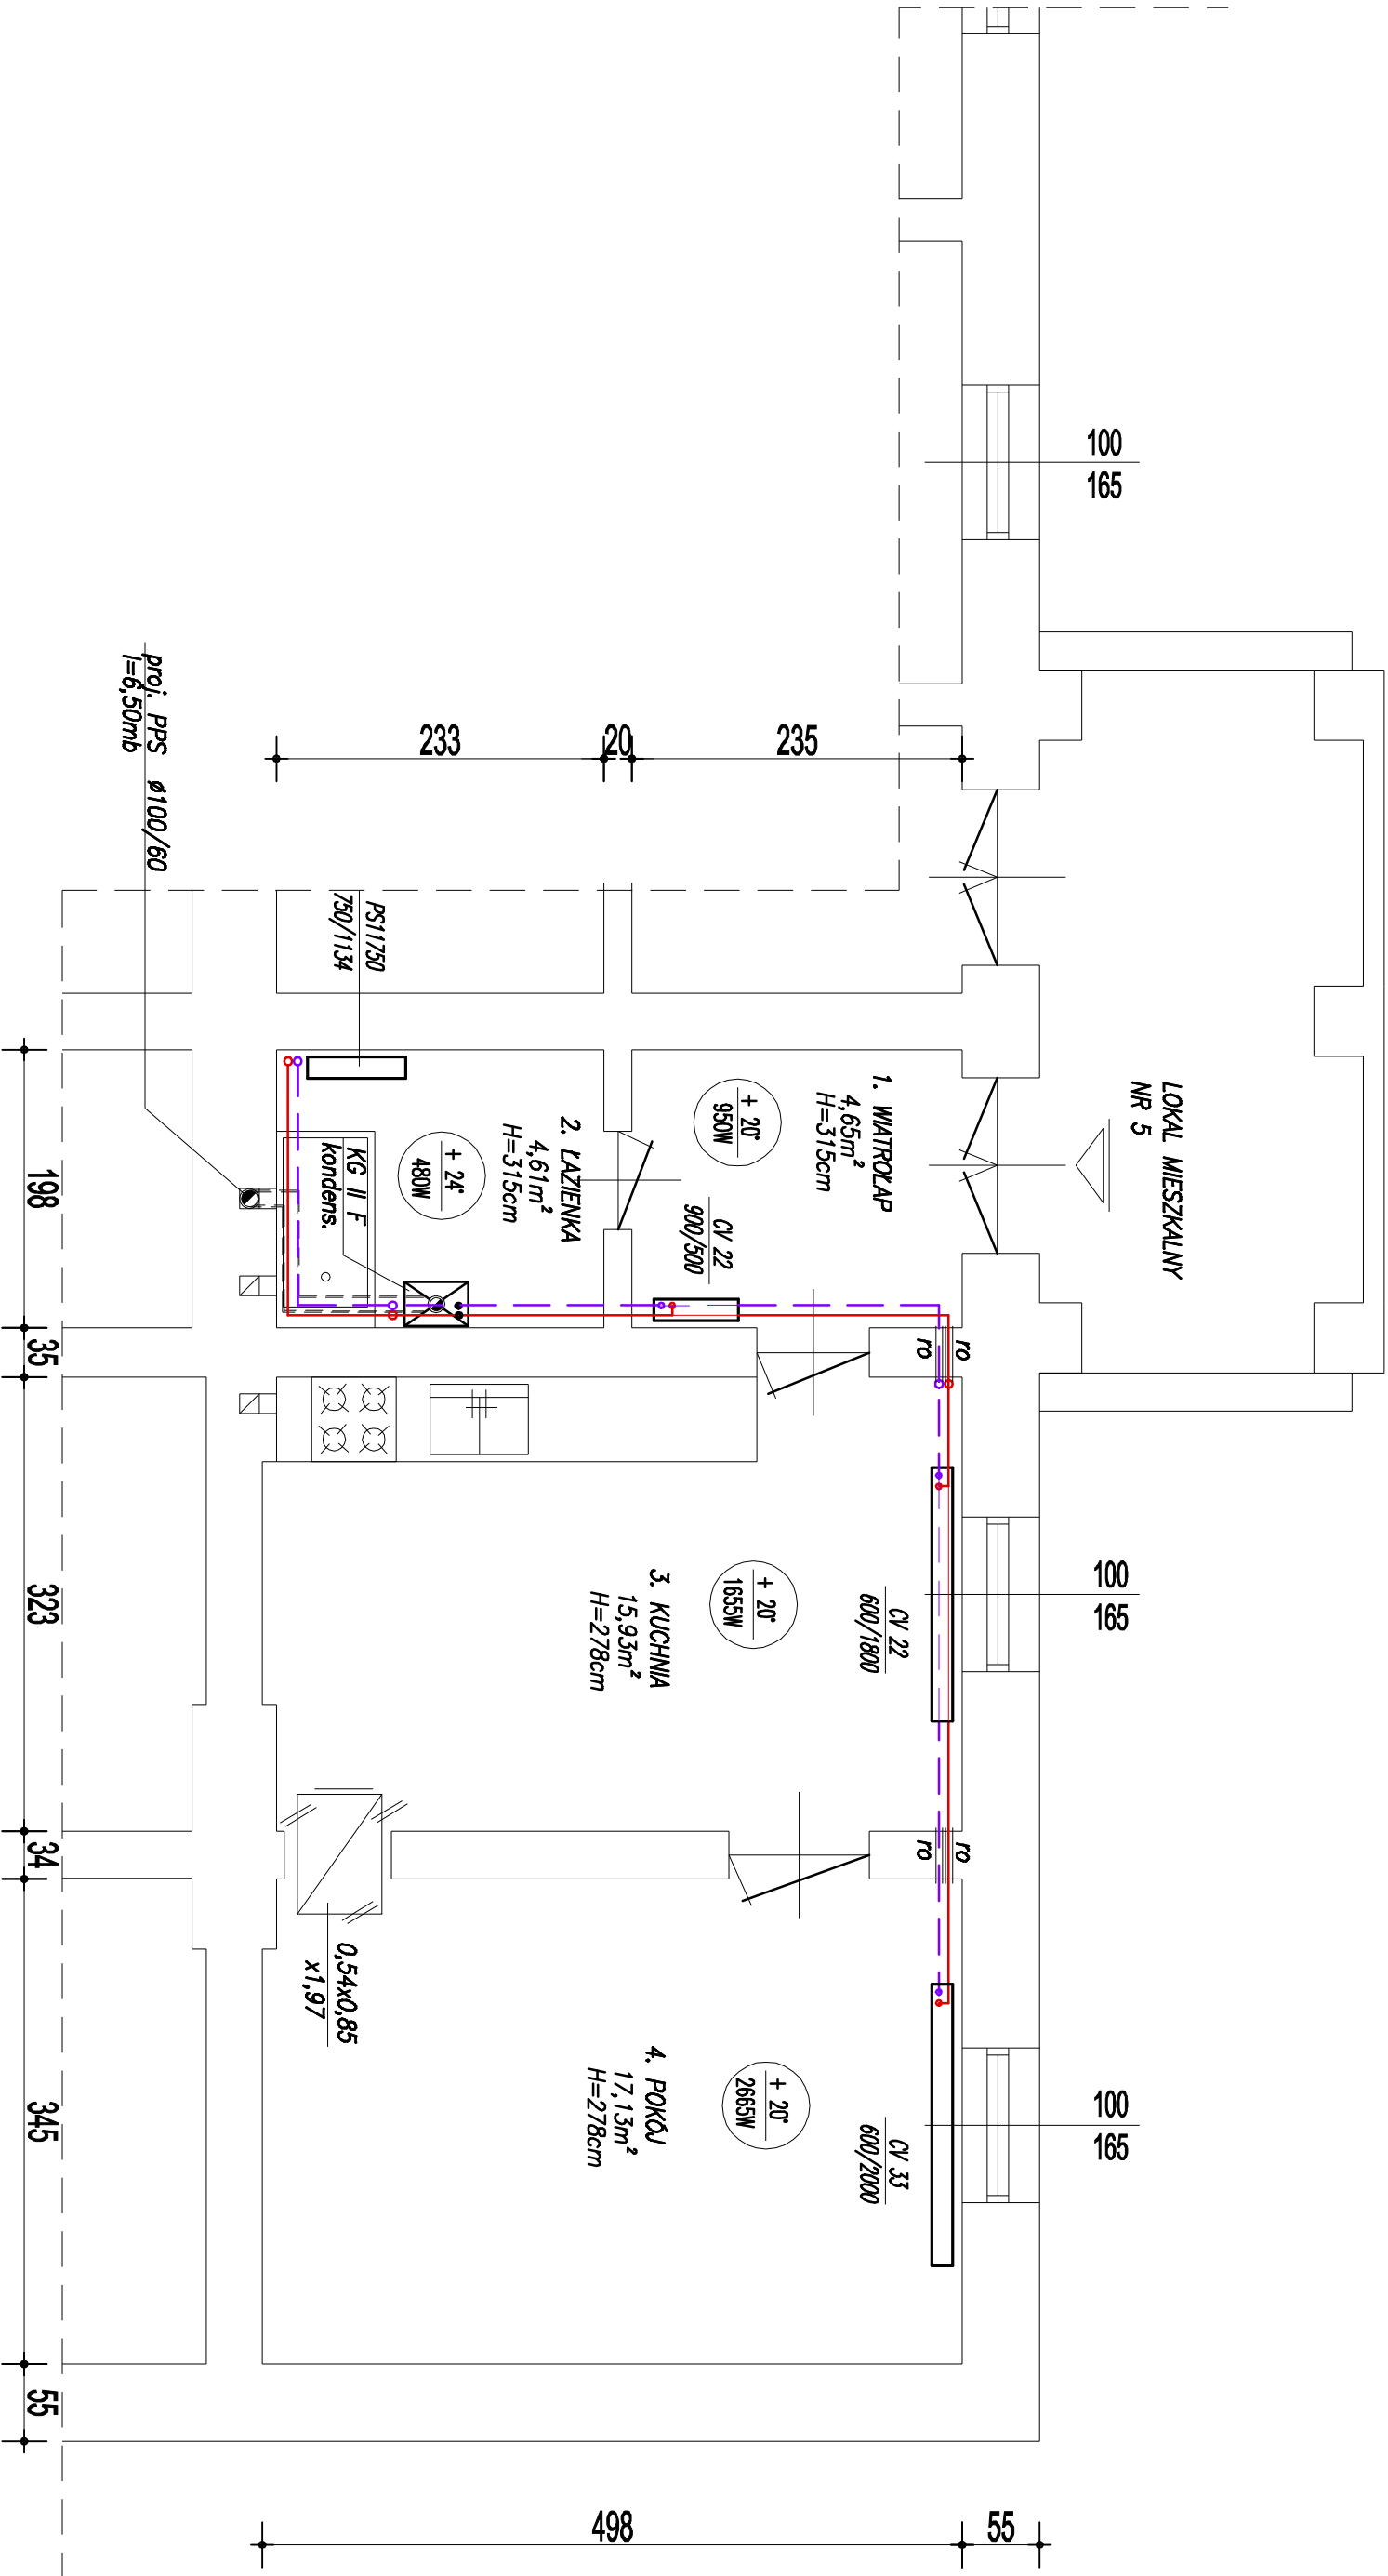 LOKAL MIESZKALNY
NR 5
100
165
100
165
100
165
1. WIATROŁAP
4,65m²
H=315cm
+ 20°
950W
CV 22
900/500
2. ŁAZIENKA
4,61m²
H=315cm
+ 24°
480W
KG II F
kondens.
PS11750
750/1134
proj. PPS ø100/60
l=6,50mb
ro
ro
3. KUCHNIA
15,93m²
H=278cm
+ 20°
1655W
CV 22
600/1800
ro
ro
0,54x0,85
x1,97
4. POKÓJ
17,13m²
H=278cm
+ 20°
2665W
CV 33
600/2000
233
20
235
198
35
323
34
345
55
498
55